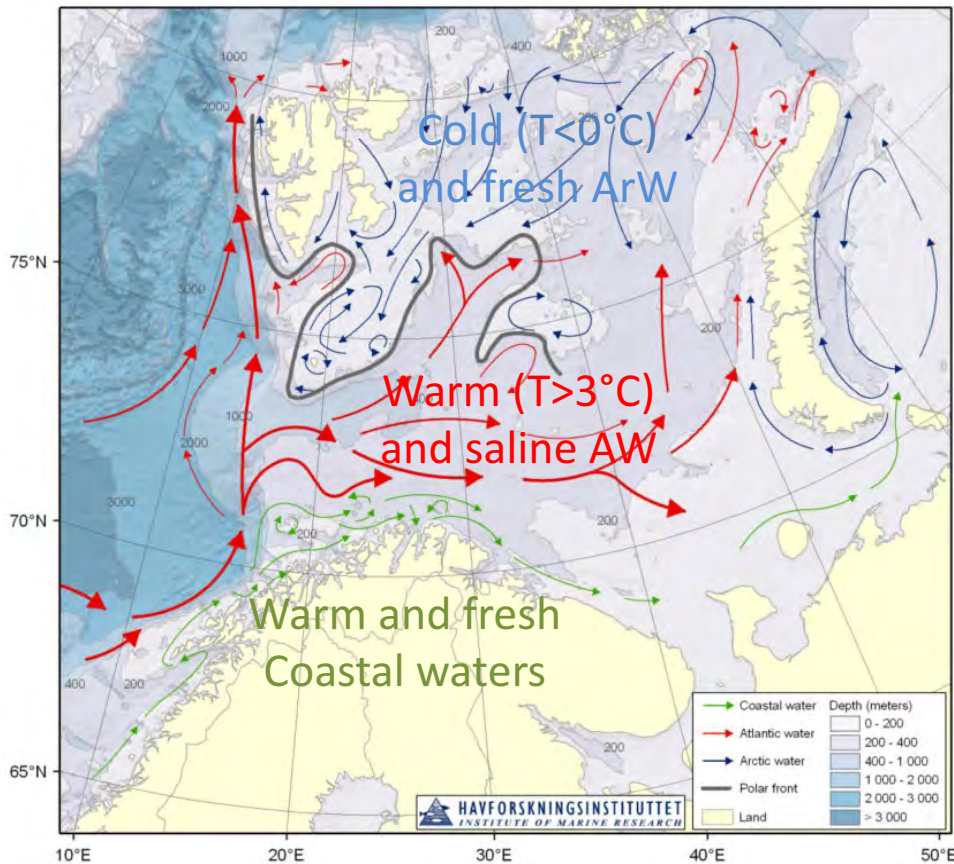 200
400
1000
2000
Cold (T<0°C)
and fresh ArW
75°N
3000
200
Warm (T>3°C)
and saline AW
400
1000
2000
3000
200
70°N
200
Warm and fresh
Coastal waters
400
200
200
65°N
Coastal water
Atlantic water
Arctic water
Polar front
Land
Depth (meters)
0 - 200
200 - 400
400 - 1 000
1 000 - 2 000
2 000 - 3 000
> 3 000
HAVFORSKNINGSINSTITUTTET
INSTITUTE OF MARINE RESEARCH
10°E
20°E
30°E
40°E
50°E